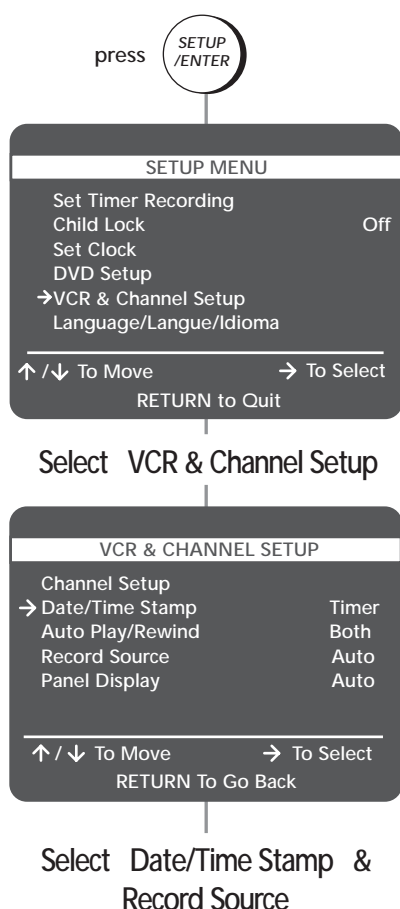 press SETUP
/ENTER
SETUP MENU
Set Timer Recording
Child Lock Off
Set Clock
DVD Setup
→VCR & Channel Setup
Language/Langue/Idioma
↑ /↓ To Move → To Select
RETURN to Quit
Select VCR & Channel Setup
VCR & CHANNEL SETUP
Channel Setup
→ Date/Time Stamp Timer
Auto Play/Rewind Both
Record Source Auto
Panel Display Auto
↑ / ↓ To Move → To Select
RETURN To Go Back
Select Date/Time Stamp &
Record Source